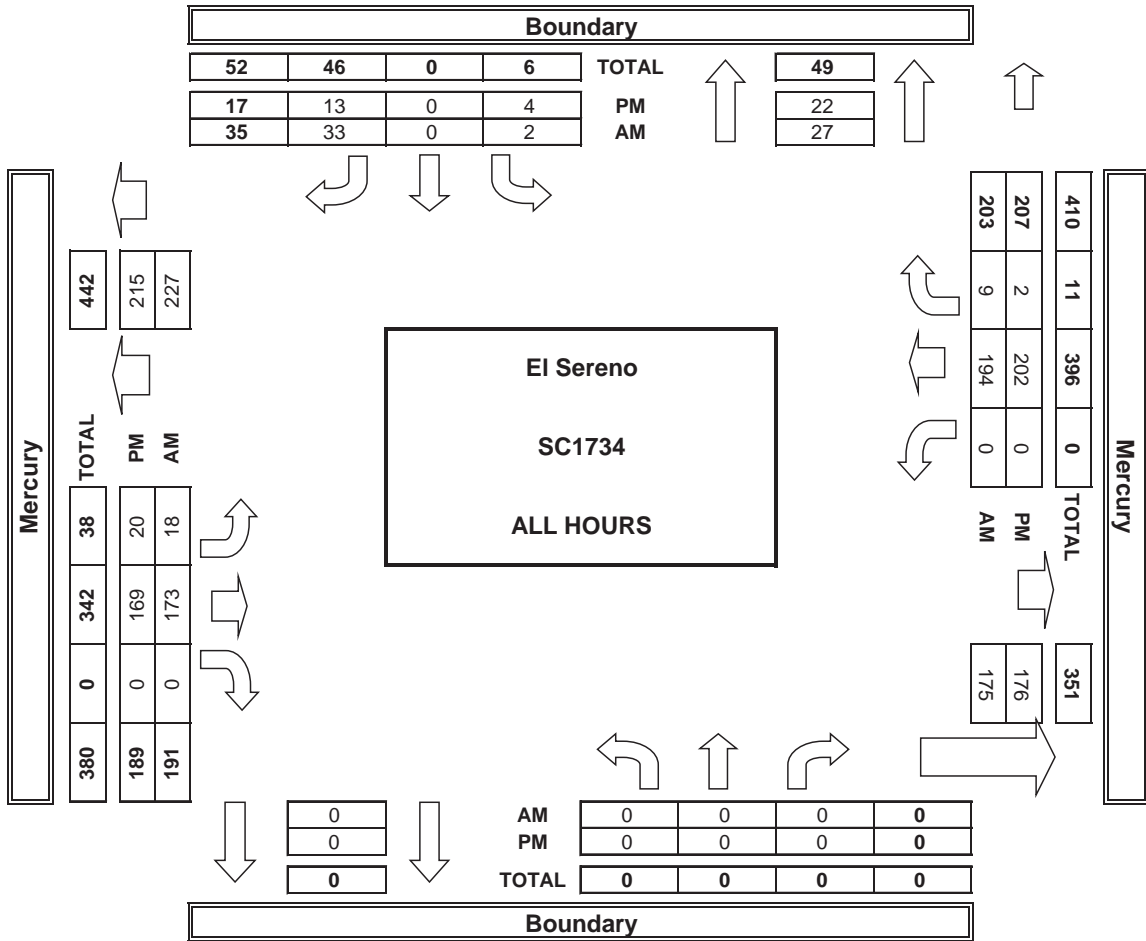 Boundary
52 46 0 6 TOTAL 49
17 13 0 4 PM 22
35 33 0 2 AM 27
Mercury
442
215
227
TOTAL 38 342 0 380
PM 20 169 0 189
AM 18 173 0 191
El Sereno
SC1734
ALL HOURS
410 11 396 0 TOTAL
207 2 202 0 PM
203 9 194 0 AM
351
176
175
Mercury
0 AM 0 0 0 0
0 PM 0 0 0 0
0 TOTAL 0 0 0 0
Boundary